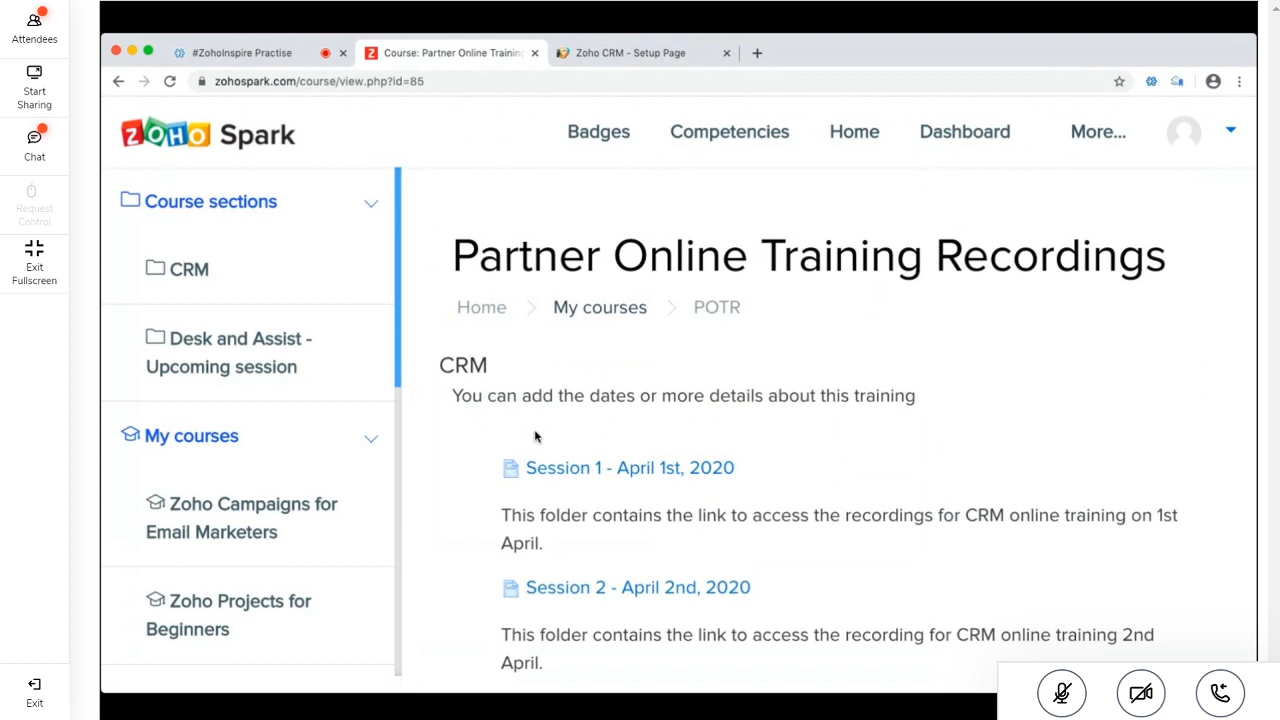 Attendees
Start
Sharing
Chat
Request
Control
Exit
Fullscreen
Exit
#ZohoInspire Practise
Course: Partner Online Trainin
Zoho CRM - Setup Page
zohospark.com/course/view.php?id=85
ZOHO Spark
Badges
Competencies
Home
Dashboard
More...
Course sections
CRM
Desk and Assist -
Upcoming session
My courses
Zoho Campaigns for
Email Marketers
Zoho Projects for
Beginners
Partner Online Training Recordings
Home My courses POTR
CRM
You can add the dates or more details about this training
Session 1 - April 1st, 2020
This folder contains the link to access the recordings for CRM online training on 1st
April.
Session 2 - April 2nd, 2020
This folder contains the link to access the recording for CRM online training 2nd
April.